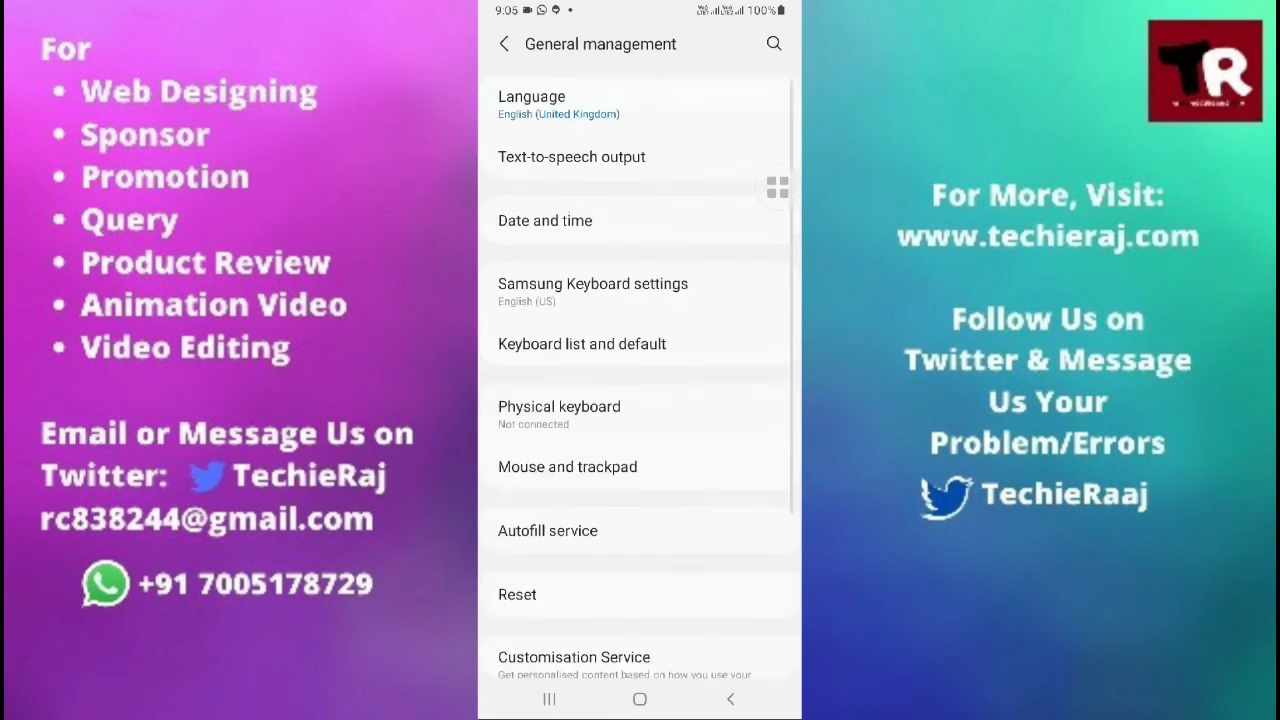 For
• Web Designing
• Sponsor
• Promotion
• Query
• Product Review
• Animation Video
• Video Editing
Email or Message Us on
Twitter: TechieRaj
rc838244@gmail.com
+91 7005178729
9:05
100%
General management
Language
English (United Kingdom)
Text-to-speech output
Date and time
Samsung Keyboard settings
English (US)
Keyboard list and default
Physical keyboard
Not connected
Mouse and trackpad
Autofill service
Reset
Customisation Service
Get personalised content based on how you use your
TR
For More, Visit:
www.techieraj.com
Follow Us on
Twitter & Message
Us Your
Problem/Errors
TechieRaaj